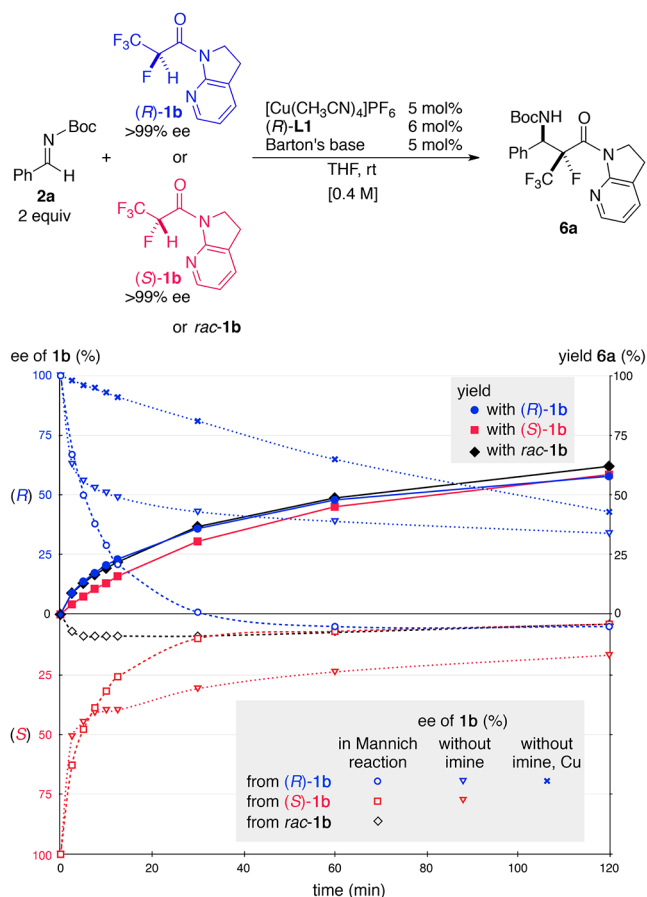 O
F3C
N
F
H
N
(R)-1b
>99% ee
or
N
Boc
Ph
H
2a
2 equiv
+
O
F3C
N
F
H
N
(S)-1b
>99% ee
or rac-1b
[Cu(CH3CN)4]PF6 5 mol%
(R)-L1 6 mol%
Barton's base 5 mol%
THF, rt
[0.4 M]
BocNH
O
Ph
N
F3C
F
N
6a
ee of 1b (%)
yield 6a (%)
100
75
(R)
50
25
0
25
(S)
50
75
100
100
75
50
25
0
yield
with (R)-1b
with (S)-1b
with rac-1b
ee of 1b (%)
in Mannich
reaction
without
imine
without
imine, Cu
from (R)-1b
from (S)-1b
from rac-1b
0 20 40 60 80 100 120
time (min)